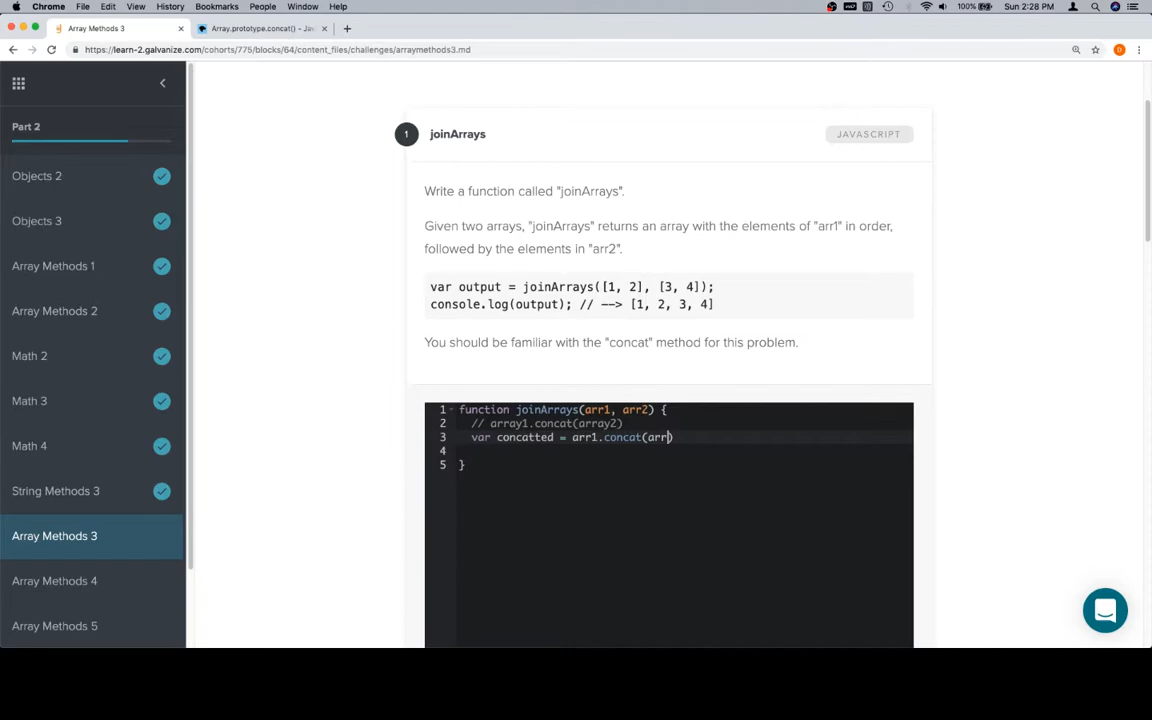 Chrome File Edit View History Bookmarks People Window Help 100% Sun 2:28 PM
Array Methods 3 × Array.prototype.concat() - Jav × +
https://learn-2.galvanize.com/cohorts/775/blocks/64/content_files/challenges/arraymethods3.md
D
Part 2
Objects 2
Objects 3
Array Methods 1
Array Methods 2
Math 2
Math 3
Math 4
String Methods 3
Array Methods 3
Array Methods 4
Array Methods 5
1 joinArrays JAVASCRIPT
Write a function called "joinArrays".
Given two arrays, "joinArrays" returns an array with the elements of "arr1" in order,
followed by the elements in "arr2".
var output = joinArrays([1, 2], [3, 4]);
console.log(output); // --> [1, 2, 3, 4]
You should be familiar with the "concat" method for this problem.
1 function joinArrays(arr1, arr2) {
2 // array1.concat(array2)
3 var concatted = arr1.concat(arr)
4
5 }